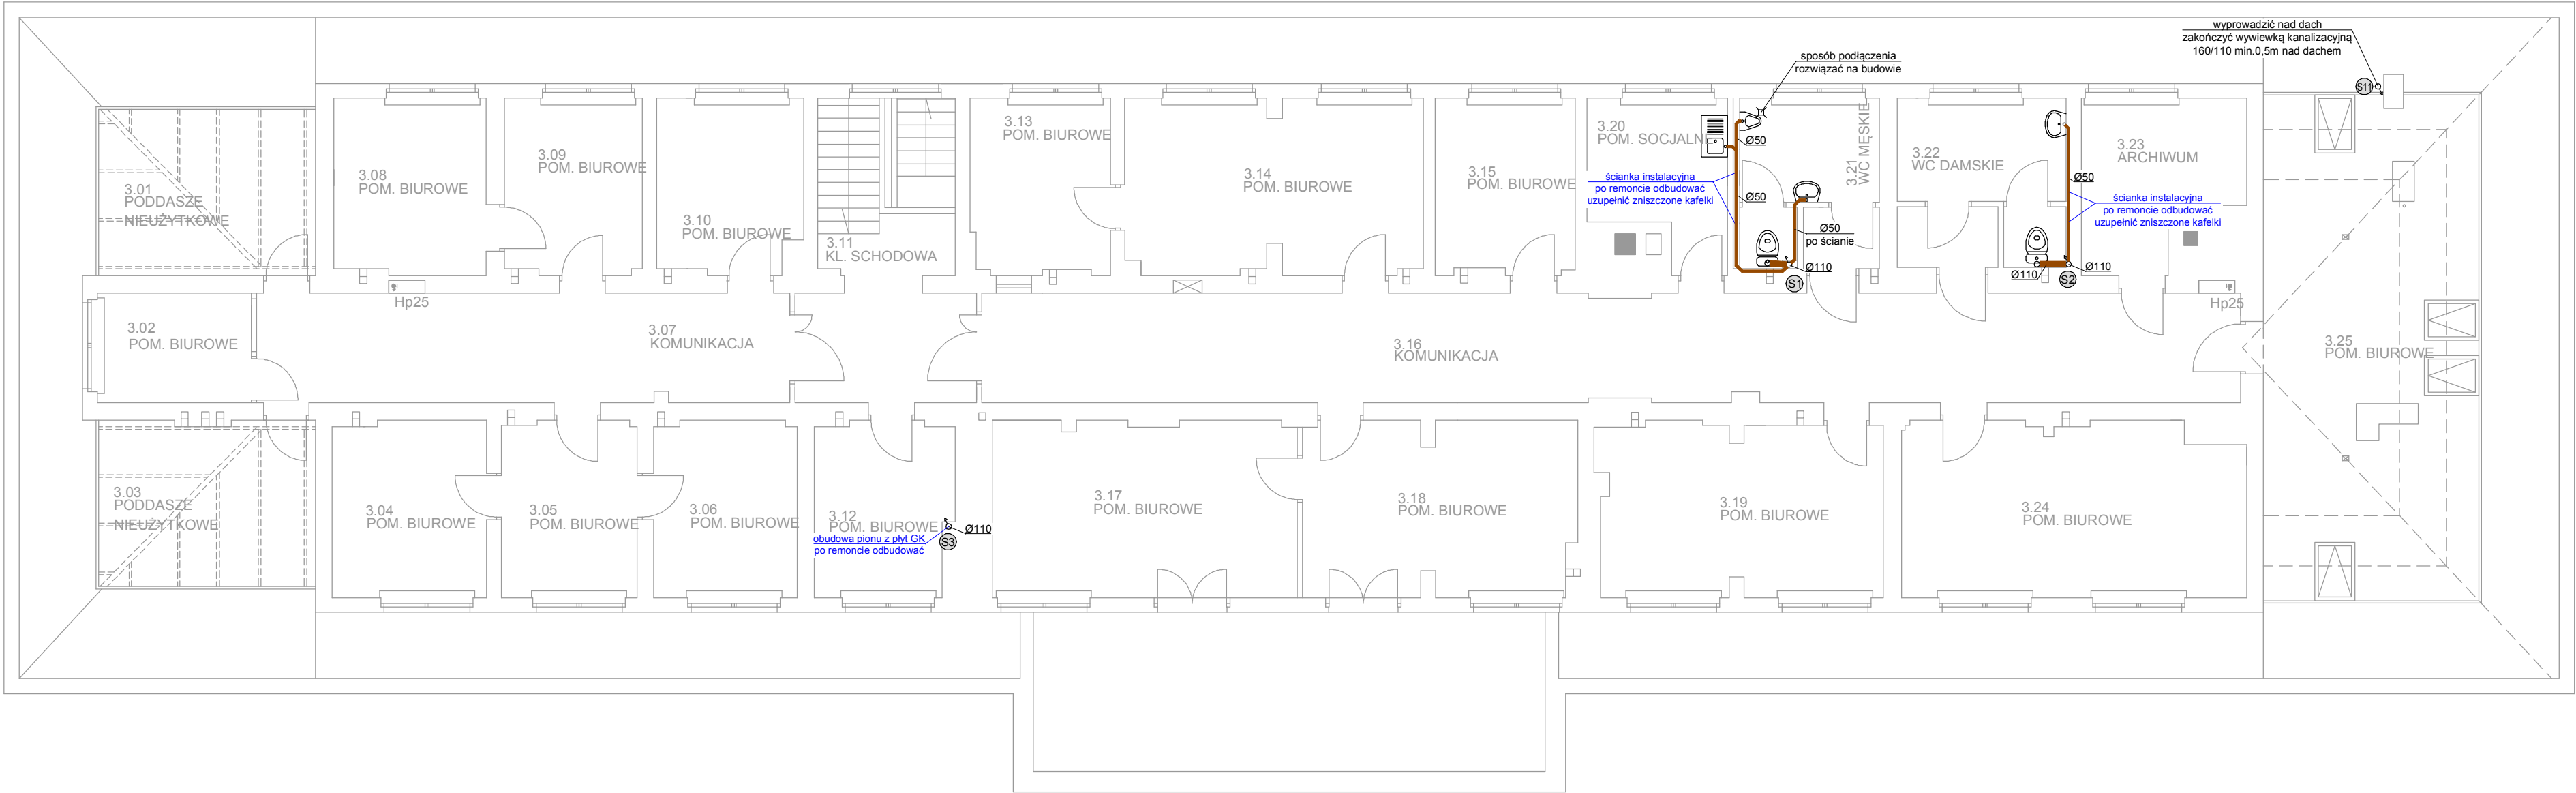 wyprowadzić nad dach
zakończyć wywiewką kanalizacyjną
160/110 min.0,5m nad dachem
S11
sposób podłączenia
rozwiązać na budowie
3.01
PODDASZE
NIEUŻYTKOWE
3.08
POM. BIUROWE
3.09
POM. BIUROWE
3.10
POM. BIUROWE
3.11
KL. SCHODOWA
3.13
POM. BIUROWE
3.14
POM. BIUROWE
3.15
POM. BIUROWE
3.20
POM. SOCJALNE
Ø50
ścianka instalacyjna
po remoncie odbudować
uzupełnić zniszczone kafelki
Ø50
3.21
WC MĘSKIE
Ø50
po ścianie
Ø110
S1
3.22
WC DAMSKIE
3.23
ARCHIWUM
Ø50
ścianka instalacyjna
po remoncie odbudować
uzupełnić zniszczone kafelki
Ø110
Ø110
S2
Hp25
Hp25
3.02
POM. BIUROWE
3.07
KOMUNIKACJA
3.16
KOMUNIKACJA
3.25
POM. BIUROWE
3.03
PODDASZE
NIEUŻYTKOWE
3.04
POM. BIUROWE
3.05
POM. BIUROWE
3.06
POM. BIUROWE
3.12
POM. BIUROWE
obudowa pionu z płyt GK
po remoncie odbudować
Ø110
S3
3.17
POM. BIUROWE
3.18
POM. BIUROWE
3.19
POM. BIUROWE
3.24
POM. BIUROWE